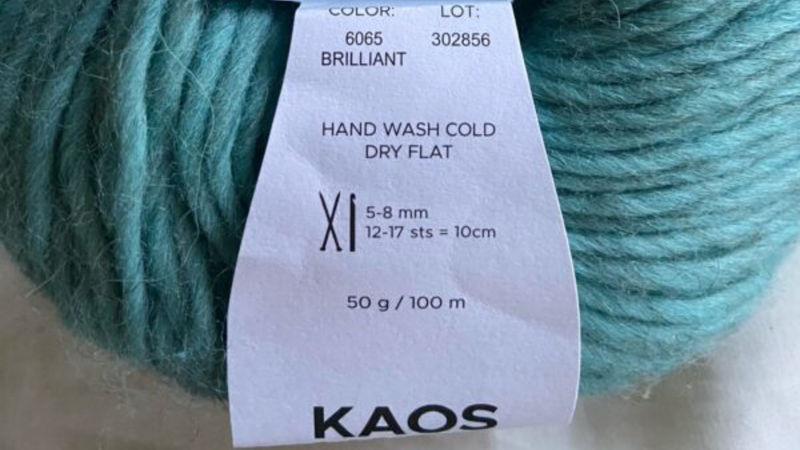 COLOR: LOT:
6065 302856
BRILLIANT
HAND WASH COLD
DRY FLAT
5-8 mm
12-17 sts = 10cm
50 g / 100 m
KAOS